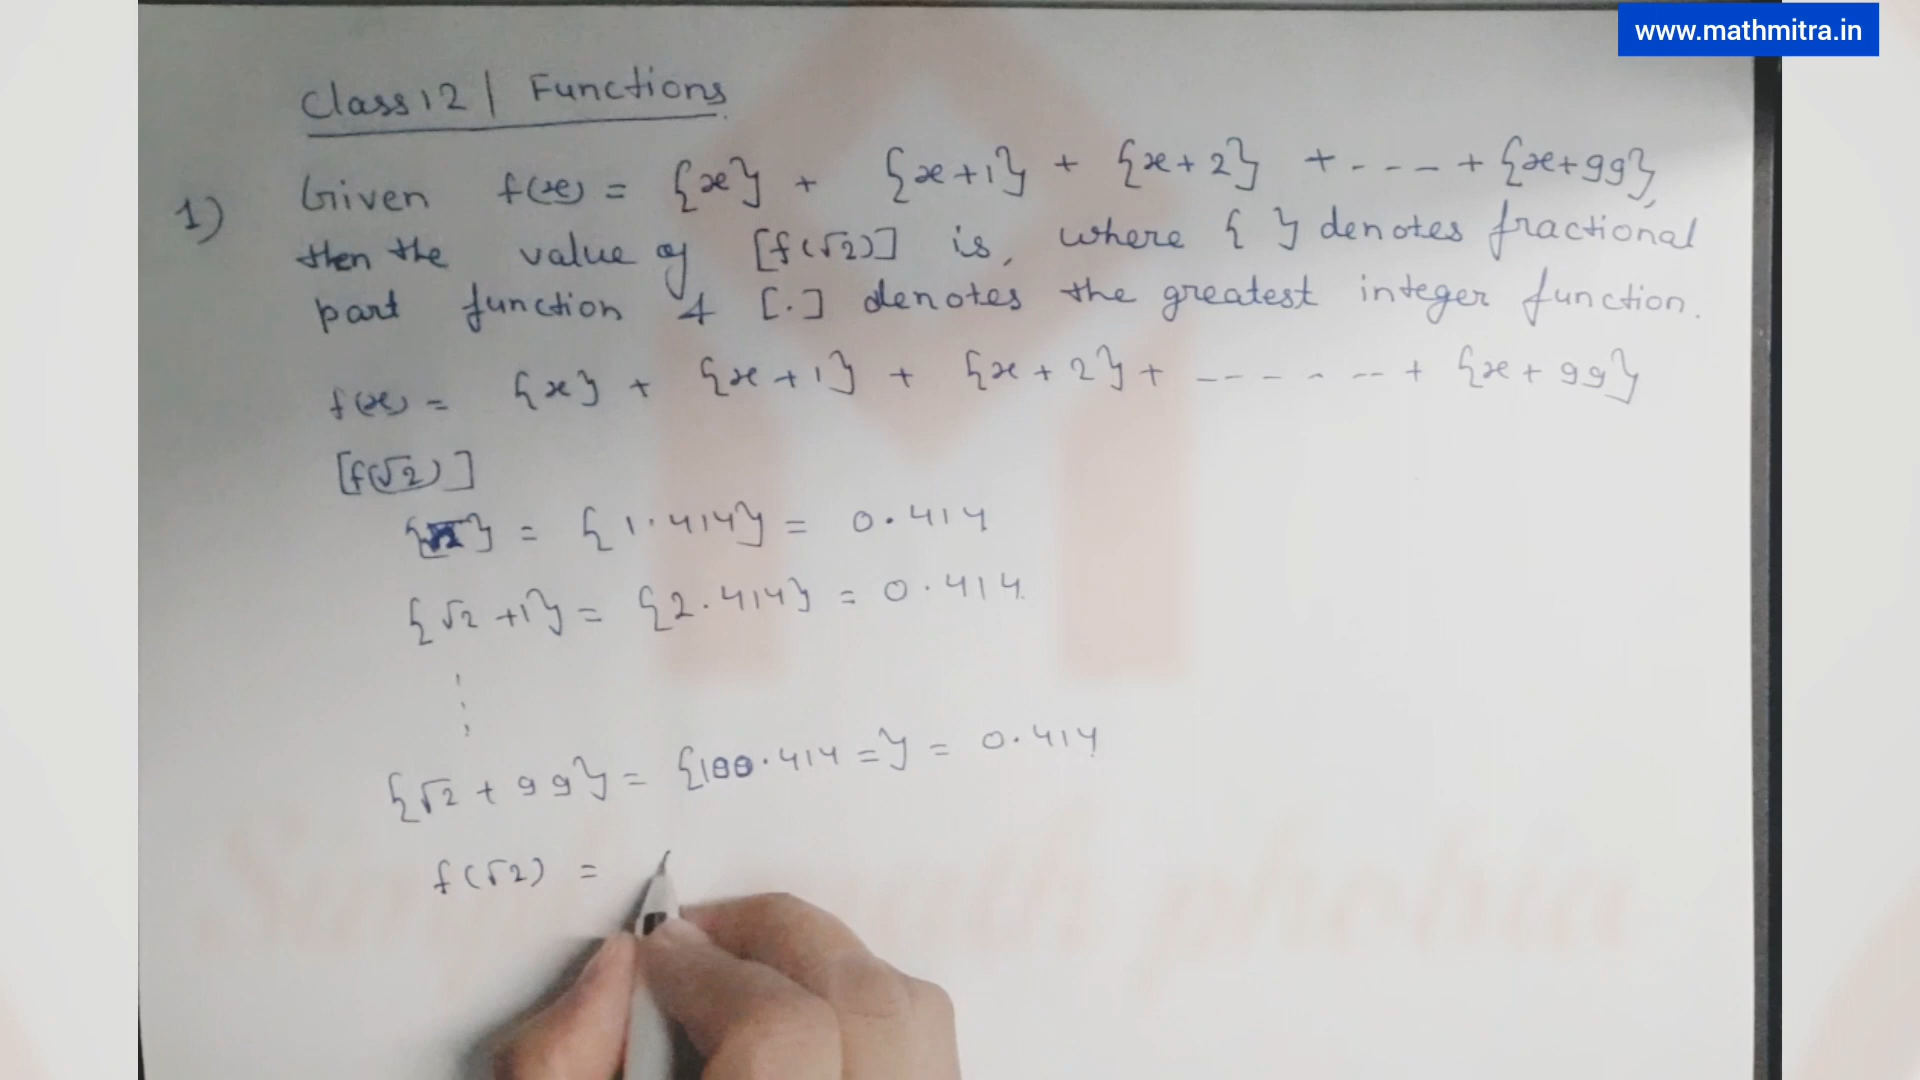 www.mathmitra.in
Class 12 | Functions
1) Given f(x) = {x} + {x+1} + {x+2} + - - - - + {x+99},
then the value of [f(√2)] is, where { } denotes fractional
part function & [.] denotes the greatest integer function.
f(x) = {x} + {x+1} + {x+2} + - - - - - - + {x+99}
[f(√2)]
{√2} = {1.414} = 0.414
{√2+1} = {2.414} = 0.414
{√2+99} = {100.414=} = 0.414
f(√2) =